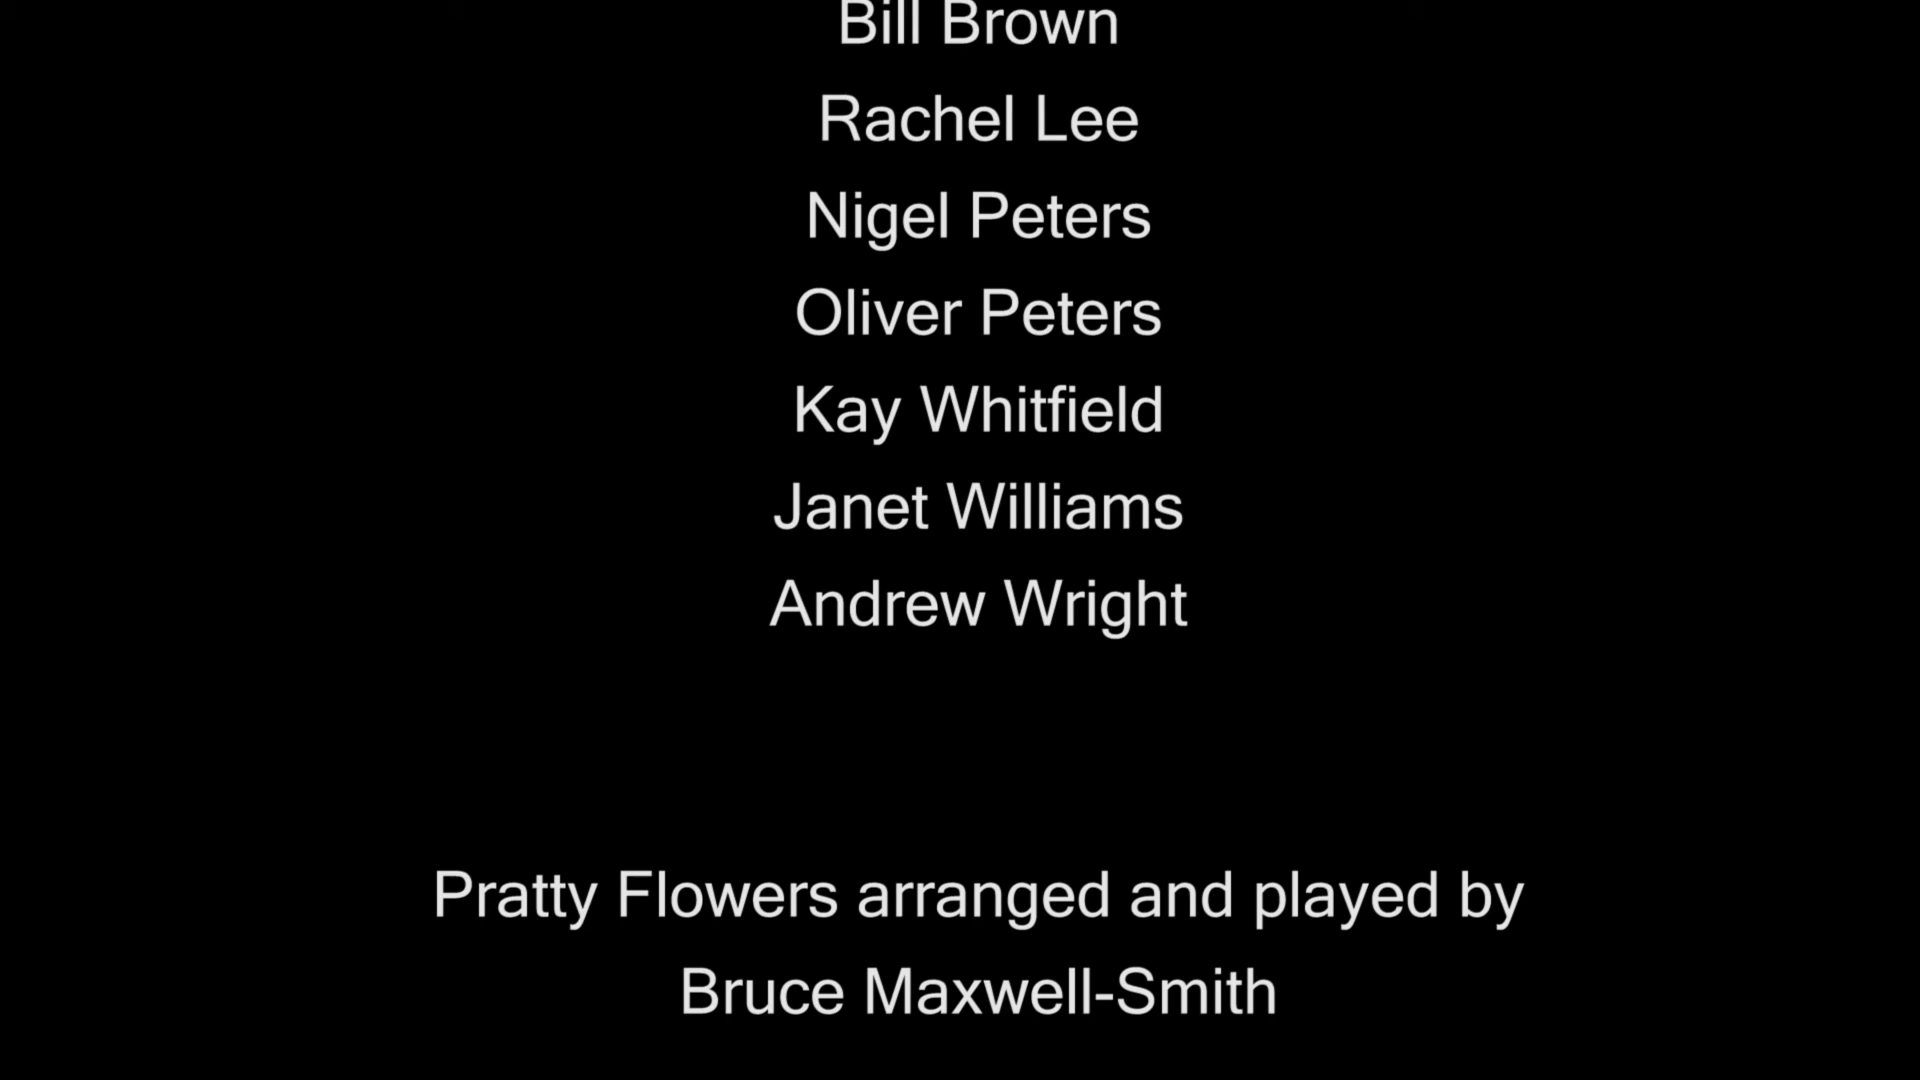 Bill Brown
Rachel Lee
Nigel Peters
Oliver Peters
Kay Whitfield
Janet Williams
Andrew Wright
Pratty Flowers arranged and played by
Bruce Maxwell-Smith